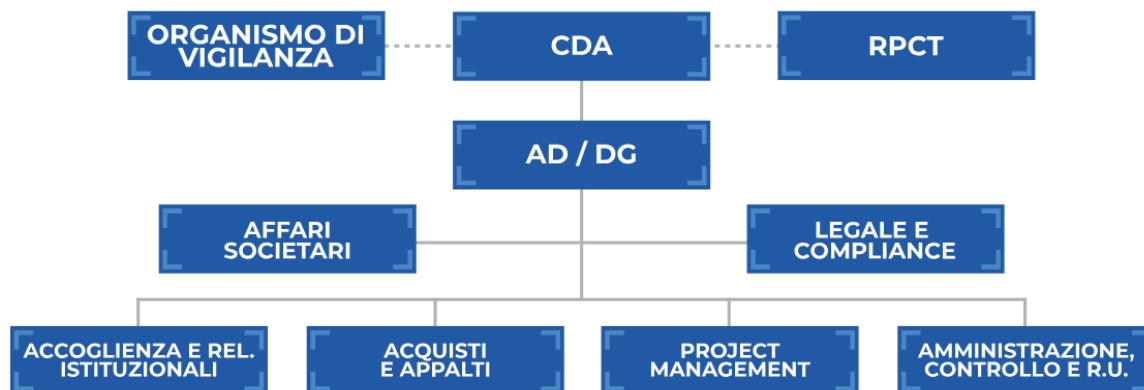 ORGANISMO DI
VIGILANZA
CDA
RPCT
AD / DG
AFFARI
SOCIETARI
LEGALE E
COMPLIANCE
ACCOGLIENZA E REL.
ISTITUZIONALI
ACQUISTI
E APPALTI
PROJECT
MANAGEMENT
AMMINISTRAZIONE,
CONTROLLO E R.U.